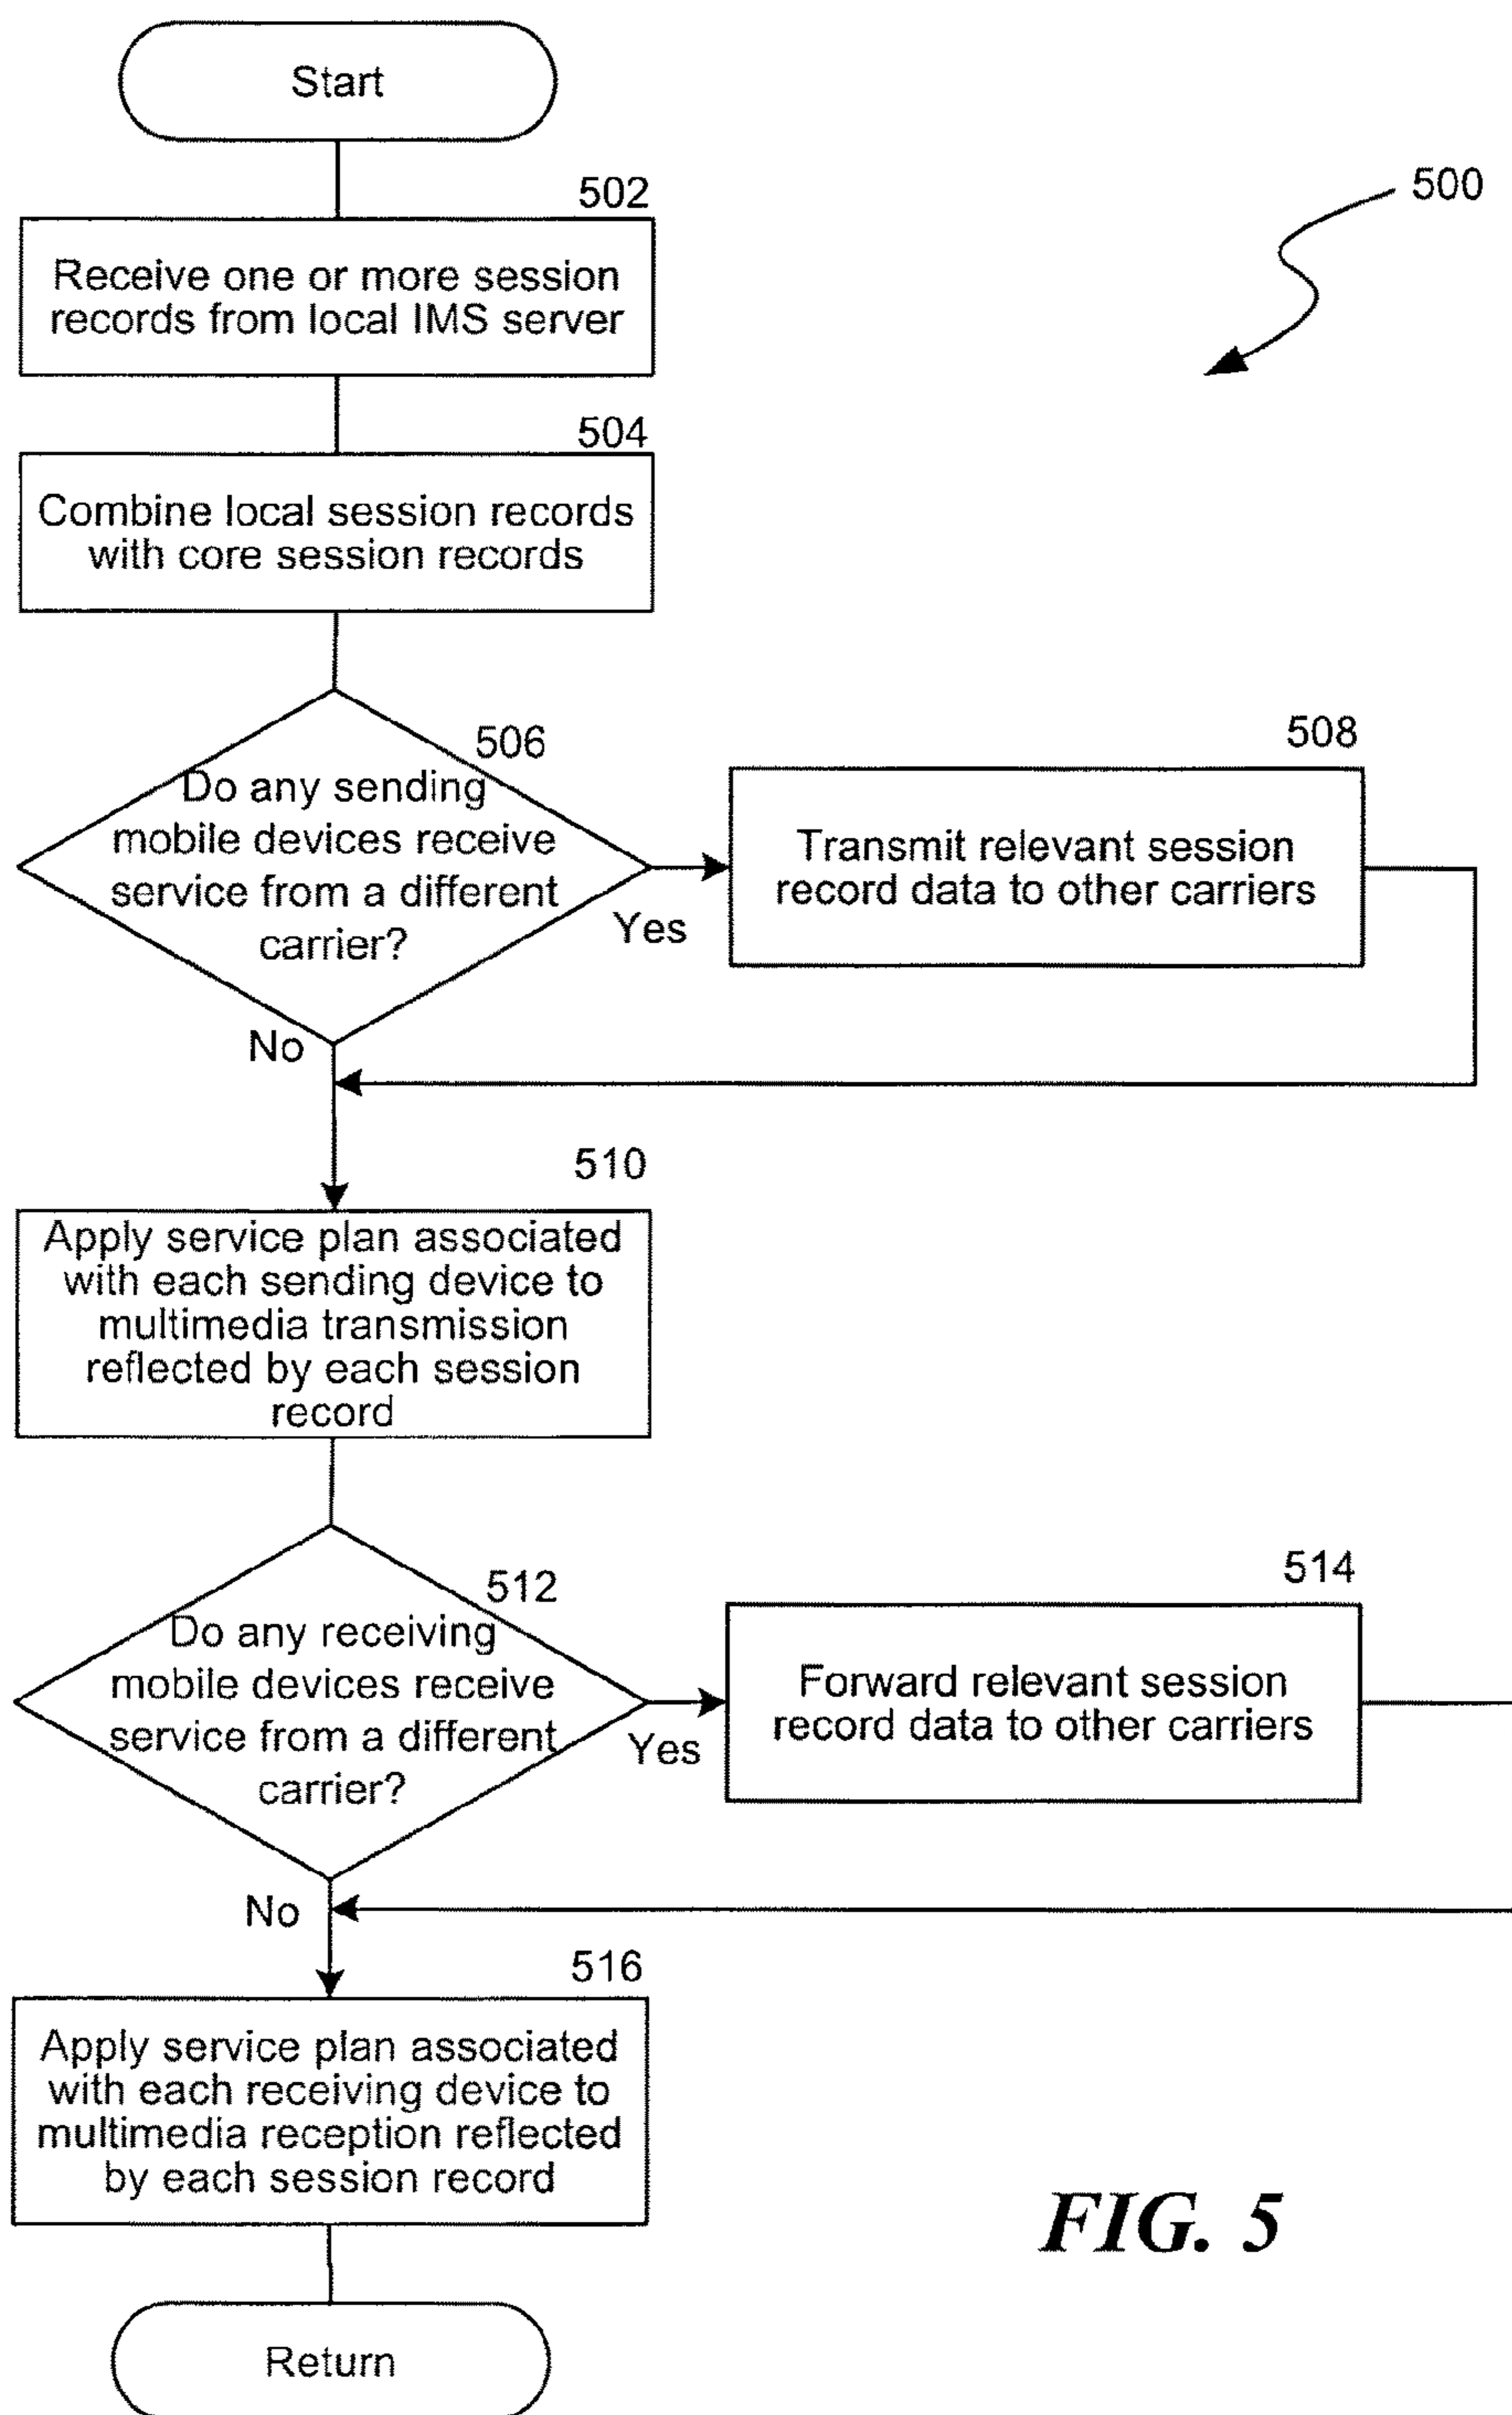 Start
500
502
Receive one or more session
records from local IMS server
504
Combine local session records
with core session records
506
Do any sending
mobile devices receive
service from a different
carrier?
Yes
No
508
Transmit relevant session
record data to other carriers
510
Apply service plan associated
with each sending device to
multimedia transmission
reflected by each session
record
512
Do any receiving
mobile devices receive
service from a different
carrier?
Yes
No
514
Forward relevant session
record data to other carriers
516
Apply service plan associated
with each receiving device to
multimedia reception reflected
by each session record
Return
FIG. 5